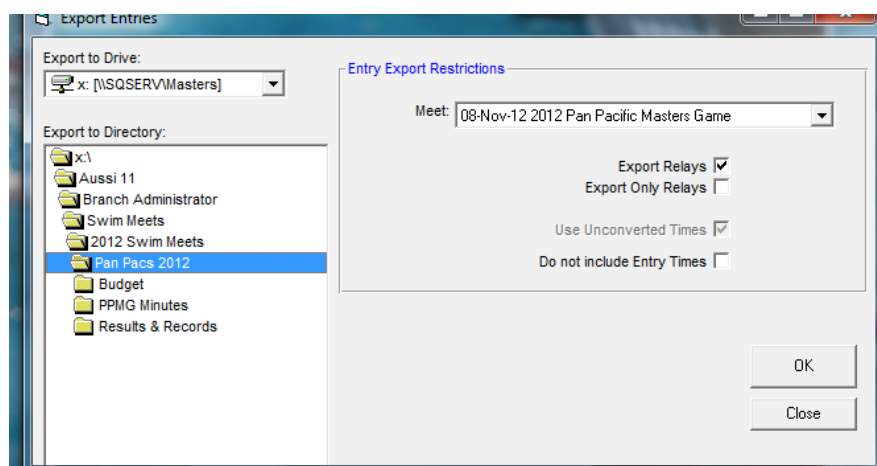 Export Entries
Export to Drive:
x: [\\SQSERV\Masters]
Export to Directory:
x:\
Aussi 11
Branch Administrator
Swim Meets
2012 Swim Meets
Pan Pacs 2012
Budget
PPMG Minutes
Results & Records
Entry Export Restrictions
Meet: 08-Nov-12 2012 Pan Pacific Masters Game
Export Relays
Export Only Relays
Use Unconverted Times
Do not include Entry Times
OK
Close